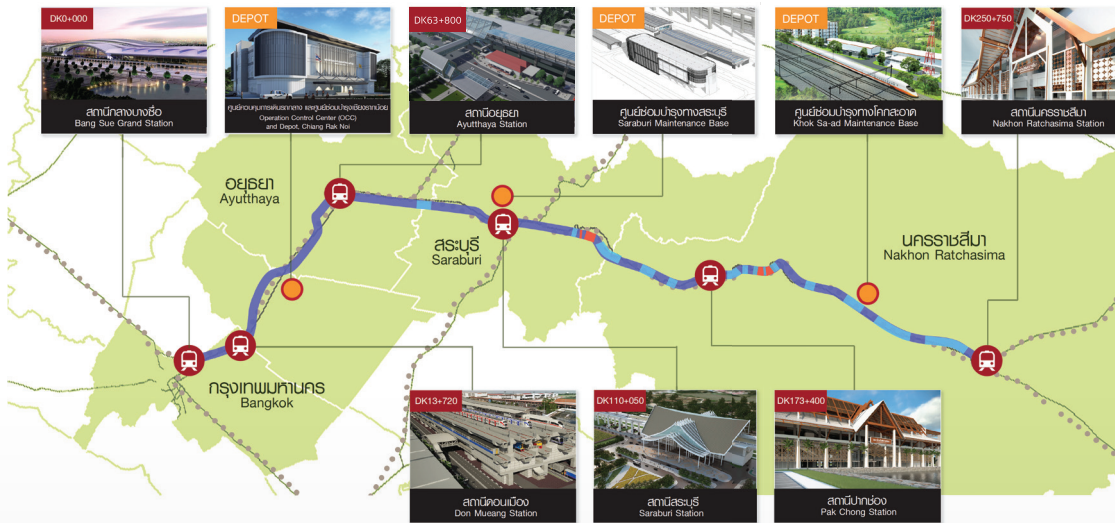 DK0+000
สถานีกลางบางซื่อ
Bang Sue Grand Station
DEPOT
ศูนย์ควบคุมการเดินรถกลาง และศูนย์ซ่อมบำรุงเชียงรากน้อย
Operation Control Center (OCC)
and Depot, Chiang Rak Noi
DK63+800
สถานีอยุธยา
Ayutthaya Station
DEPOT
ศูนย์ซ่อมบำรุงทางสระบุรี
Saraburi Maintenance Base
DEPOT
ศูนย์ซ่อมบำรุงทางโคกสะอาด
Khok Sa-ad Maintenance Base
DK250+750
สถานีนครราชสีมา
Nakhon Ratchasima Station
อยุธยา
Ayutthaya
สระบุรี
Saraburi
นครราชสีมา
Nakhon Ratchasima
กรุงเทพมหานคร
Bangkok
DK13+720
สถานีดอนเมือง
Don Mueang Station
DK110+050
สถานีสระบุรี
Saraburi Station
DK173+400
สถานีปากช่อง
Pak Chong Station